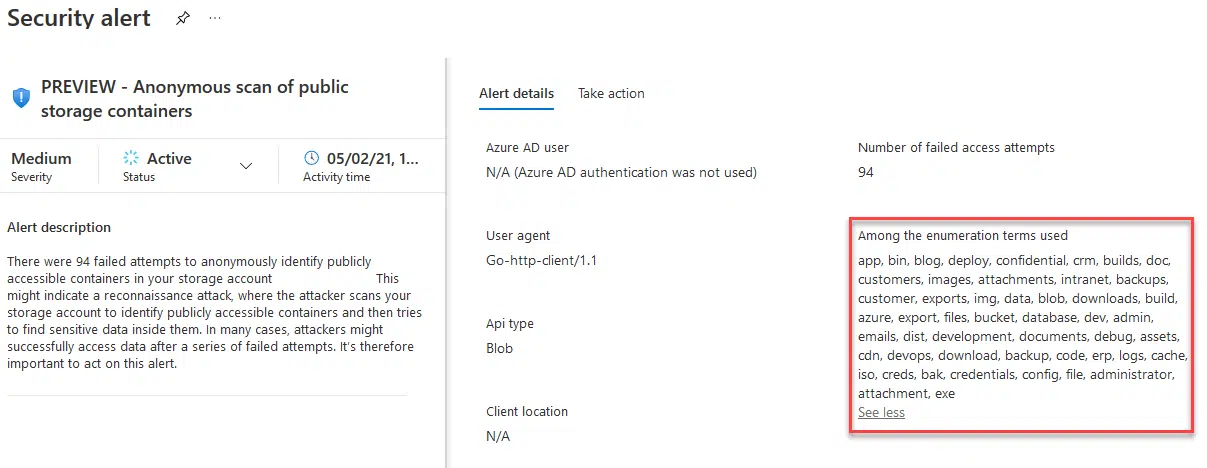 Security alert
PREVIEW - Anonymous scan of public
storage containers
Medium
Severity
Active
Status
05/02/21, 1...
Activity time
Alert description
There were 94 failed attempts to anonymously identify publicly
accessible containers in your storage account This
might indicate a reconnaissance attack, where the attacker scans your
storage account to identify publicly accessible containers and then tries
to find sensitive data inside them. In many cases, attackers might
successfully access data after a series of failed attempts. It's therefore
important to act on this alert.
Alert details
Take action
Azure AD user
N/A (Azure AD authentication was not used)
User agent
Go-http-client/1.1
Api type
Blob
Client location
N/A
Number of failed access attempts
94
Among the enumeration terms used
app, bin, blog, deploy, confidential, crm, builds, doc,
customers, images, attachments, intranet, backups,
customer, exports, img, data, blob, downloads, build,
azure, export, files, bucket, database, dev, admin,
emails, dist, development, documents, debug, assets,
cdn, devops, download, backup, code, erp, logs, cache,
iso, creds, bak, credentials, config, file, administrator,
attachment, exe
See less